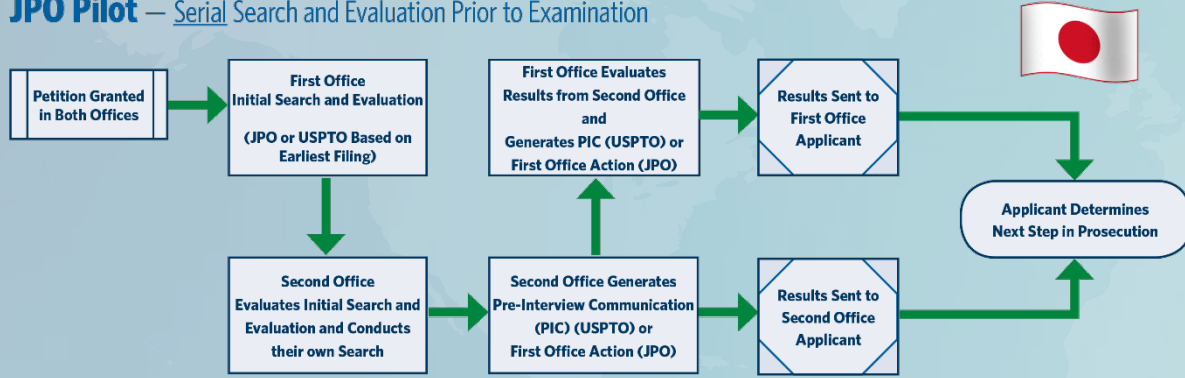 JPO Pilot — Serial Search and Evaluation Prior to Examination
Petition Granted
in Both Offices
First Office
Initial Search and Evaluation
(JPO or USPTO Based on
Earliest Filing)
Second Office
Evaluates Initial Search and
Evaluation and Conducts
their own Search
Second Office Generates
Pre-Interview Communication
(PIC) (USPTO) or
First Office Action (JPO)
First Office Evaluates
Results from Second Office
and
Generates PIC (USPTO) or
First Office Action (JPO)
Results Sent to
First Office
Applicant
Results Sent to
Second Office
Applicant
Applicant Determines
Next Step in Prosecution